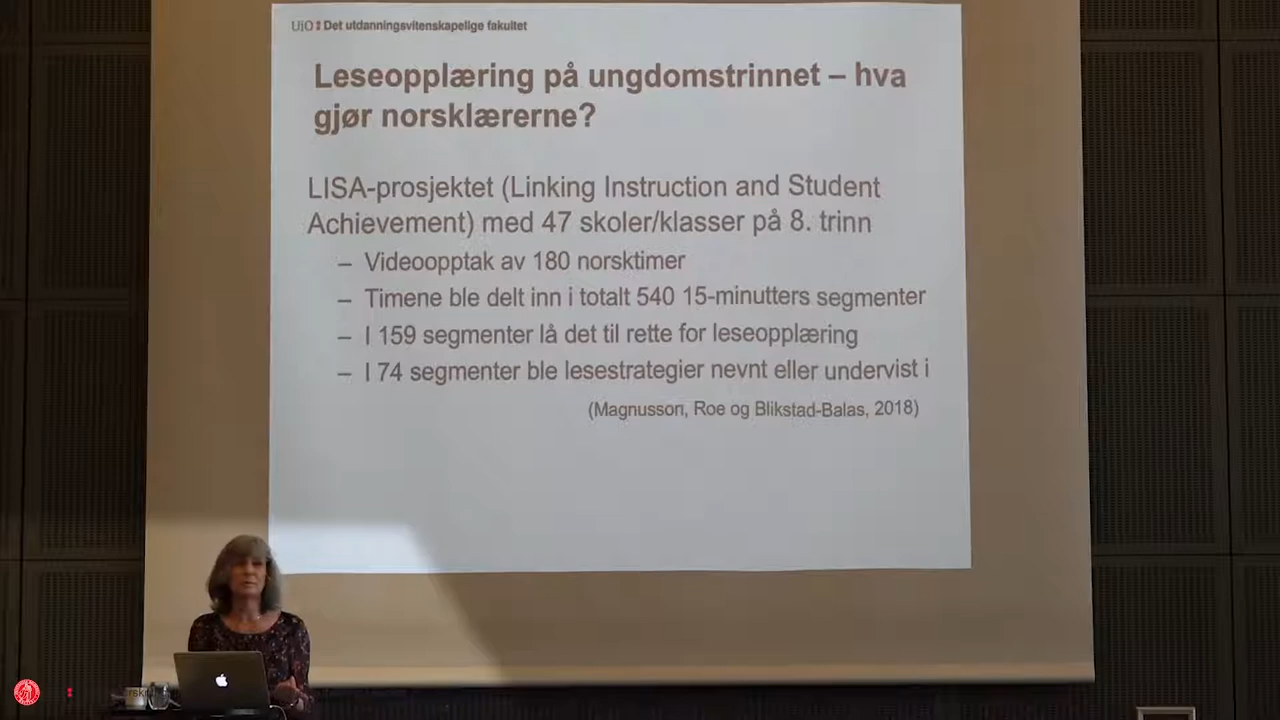 UiO Det utdanningsvitenskapelige fakultet
Leseopplæring på ungdomstrinnet – hva
gjør norsklærerne?
LISA-prosjektet (Linking Instruction and Student
Achievement) med 47 skoler/klasser på 8. trinn
– Videoopptak av 180 norsktimer
– Timene ble delt inn i totalt 540 15-minutters segmenter
– I 159 segmenter lå det til rette for leseopplæring
– I 74 segmenter ble lesestrategier nevnt eller undervist i
(Magnusson, Roe og Blikstad-Balas, 2018)